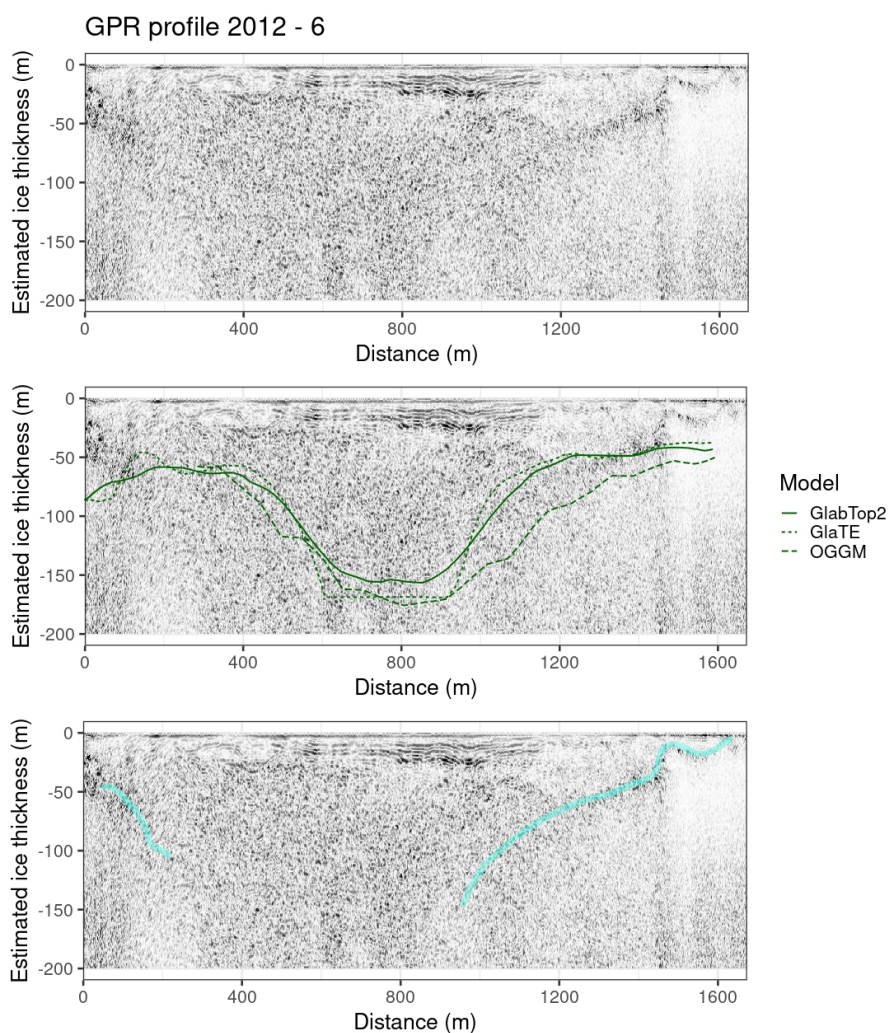 GPR profile 2012 - 6
Estimated ice thickness (m)
0
-50
-100
-150
-200
0 400 800 1200 1600
Distance (m)
Estimated ice thickness (m)
0
-50
-100
-150
-200
0 400 800 1200 1600
Distance (m)
Model
GlabTop2
GlaTE
OGGM
Estimated ice thickness (m)
0
-50
-100
-150
-200
0 400 800 1200 1600
Distance (m)